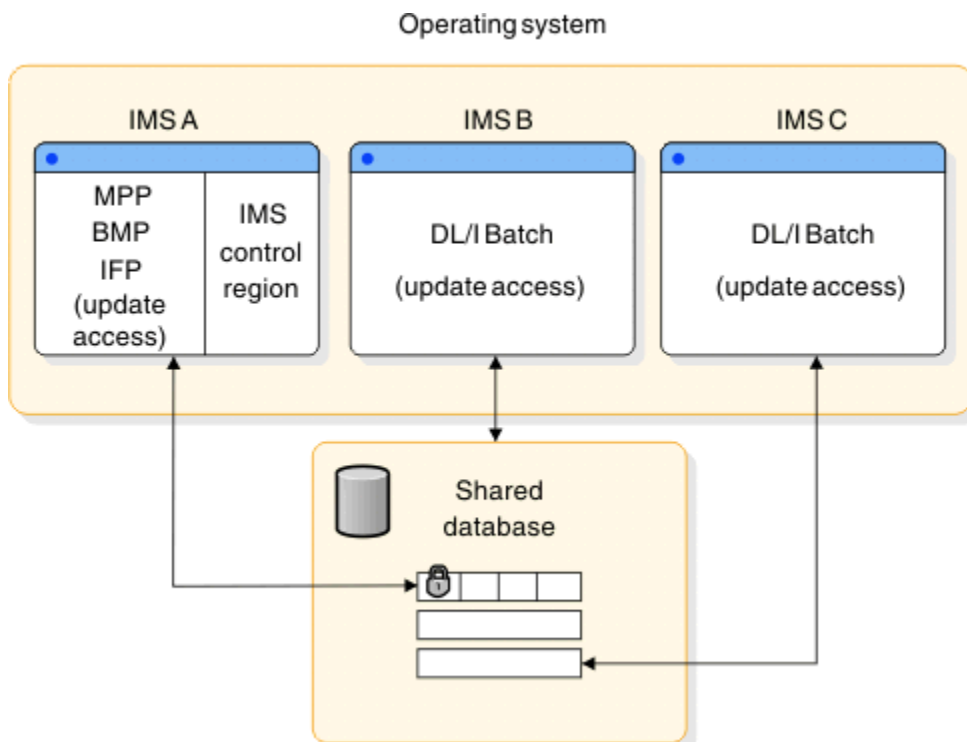 Operating system
IMS A
IMS B
IMS C
MPP
BMP
IFP
(update
access)
IMS
control
region
DL/I Batch
(update access)
DL/I Batch
(update access)
Shared
database